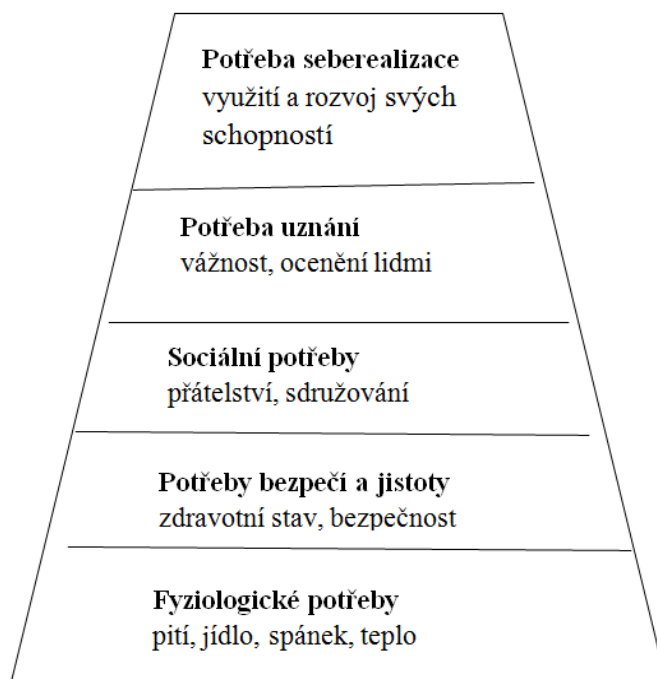 Potřeba seberealizace
využití a rozvoj svých
schopností
Potřeba uznání
vážnost, ocenění lidmi
Sociální potřeby
přátelství, sdružování
Potřeby bezpečí a jistoty
zdravotní stav, bezpečnost
Fyziologické potřeby
pití, jídlo, spánek, teplo